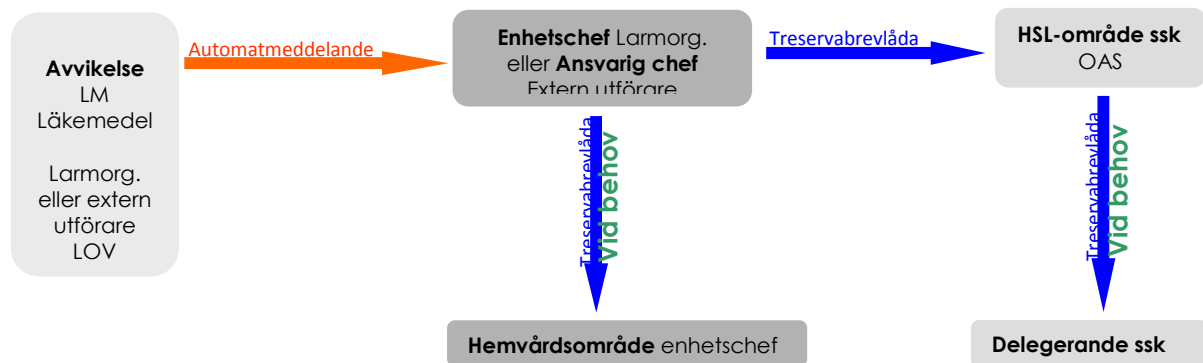 Avvikelse
LM
Läkemedel
Larmorg.
eller extern
utförare
LOV
Automatmeddelande
Enhetschef Larmorg.
eller Ansvarig chef
Extern utförare
Treservabrevlåda
HSL-område ssk
OAS
Treservabrevlåda
Vid behov
Treservabrevlåda
Vid behov
Hemvårdsområde enhetschef
Delegerande ssk